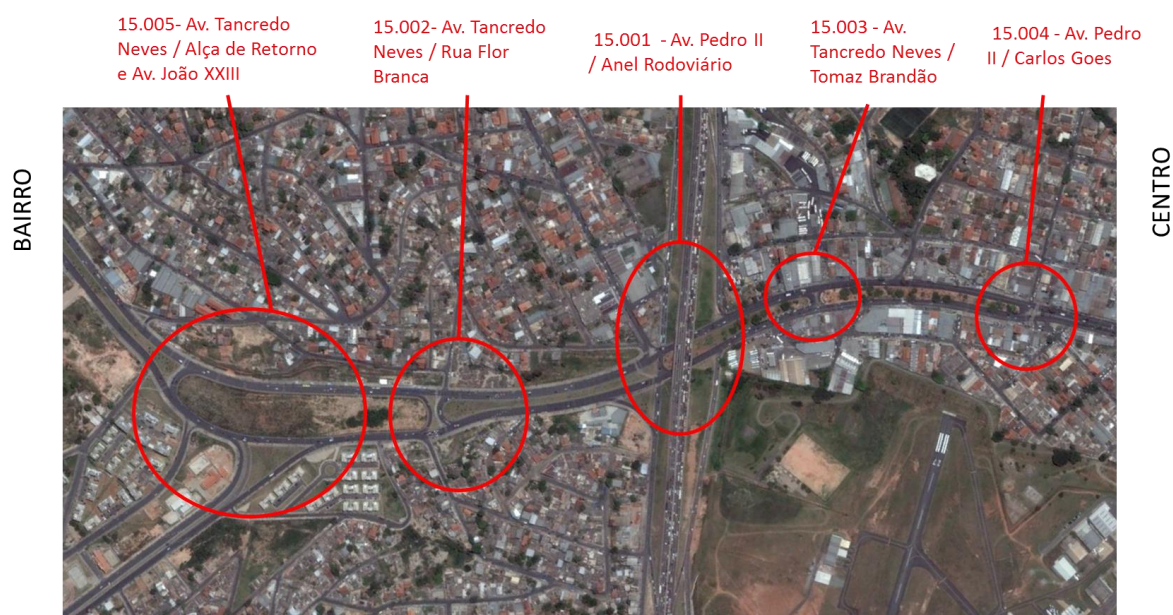 15.005- Av. Tancredo
Neves / Alça de Retorno
e Av. João XXIII
15.002- Av. Tancredo
Neves / Rua Flor
Branca
15.001 - Av. Pedro II
/ Anel Rodoviário
15.003 - Av.
Tancredo Neves /
Tomaz Brandão
15.004 - Av. Pedro
II / Carlos Goes
BAIRRO
CENTRO